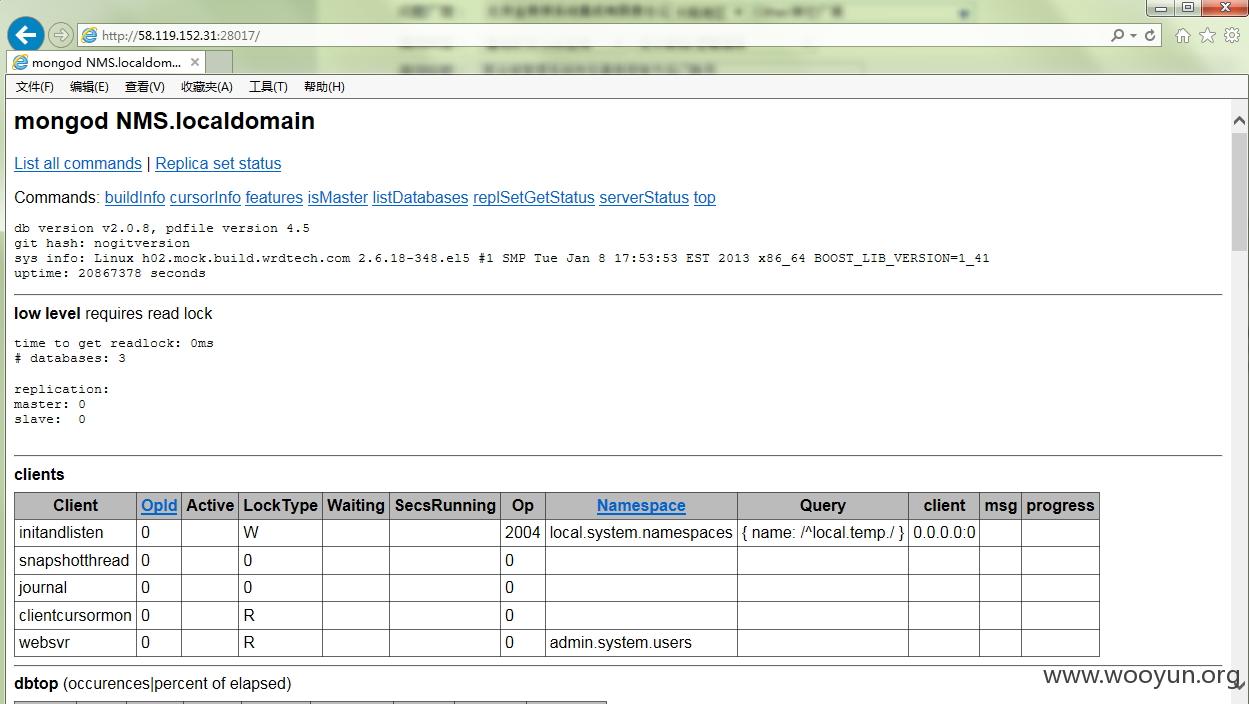 http://58.119.152.31:28017/
mongod NMS.localdom...
文件(F) 编辑(E) 查看(V) 收藏夹(A) 工具(T) 帮助(H)
mongod NMS.localdomain
List all commands | Replica set status
Commands: buildInfo cursorInfo features isMaster listDatabases replSetGetStatus serverStatus top
db version v2.0.8, pdfile version 4.5
git hash: nogitversion
sys info: Linux h02.mock.build.wrdtech.com 2.6.18-348.el5 #1 SMP Tue Jan 8 17:53:53 EST 2013 x86_64 BOOST_LIB_VERSION=1_41
uptime: 20867378 seconds
low level requires read lock
time to get readlock: 0ms
# databases: 3
replication:
master: 0
slave: 0
clients
Client OpId Active LockType Waiting SecsRunning Op Namespace Query client msg progress
initandlisten 0 W 2004 local.system.namespaces { name: /^local.temp./ } 0.0.0.0:0
snapshotthread 0 0 0
journal 0 0 0
clientcursormon 0 R 0
websvr 0 R 0 admin.system.users
dbtop (occurences|percent of elapsed)
www.wooyun.org